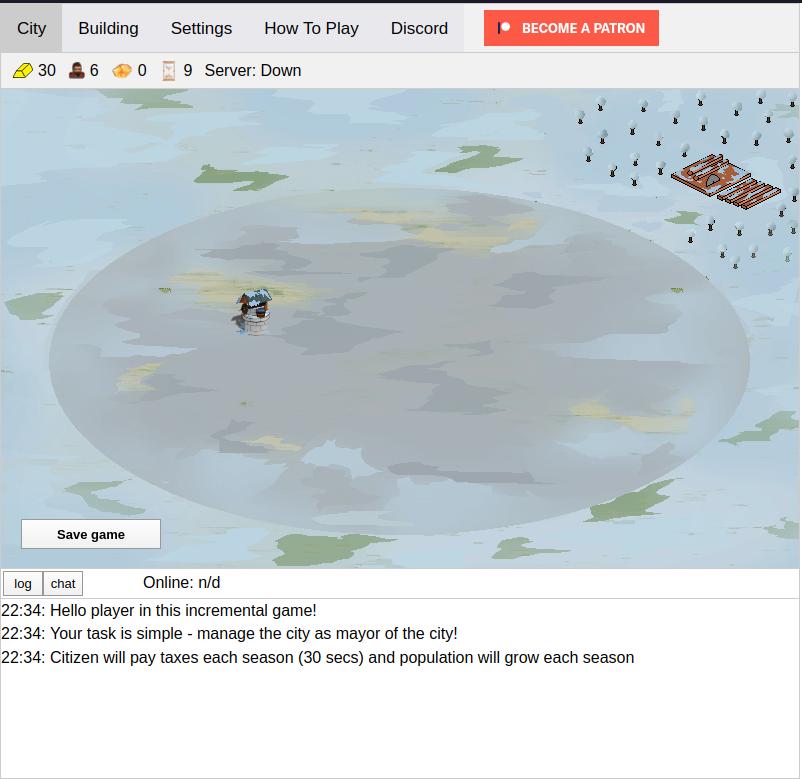 City Building Settings How To Play Discord BECOME A PATRON
30 6 0 9 Server: Down
Save game
log chat Online: n/d
22:34: Hello player in this incremental game!
22:34: Your task is simple - manage the city as mayor of the city!
22:34: Citizen will pay taxes each season (30 secs) and population will grow each season